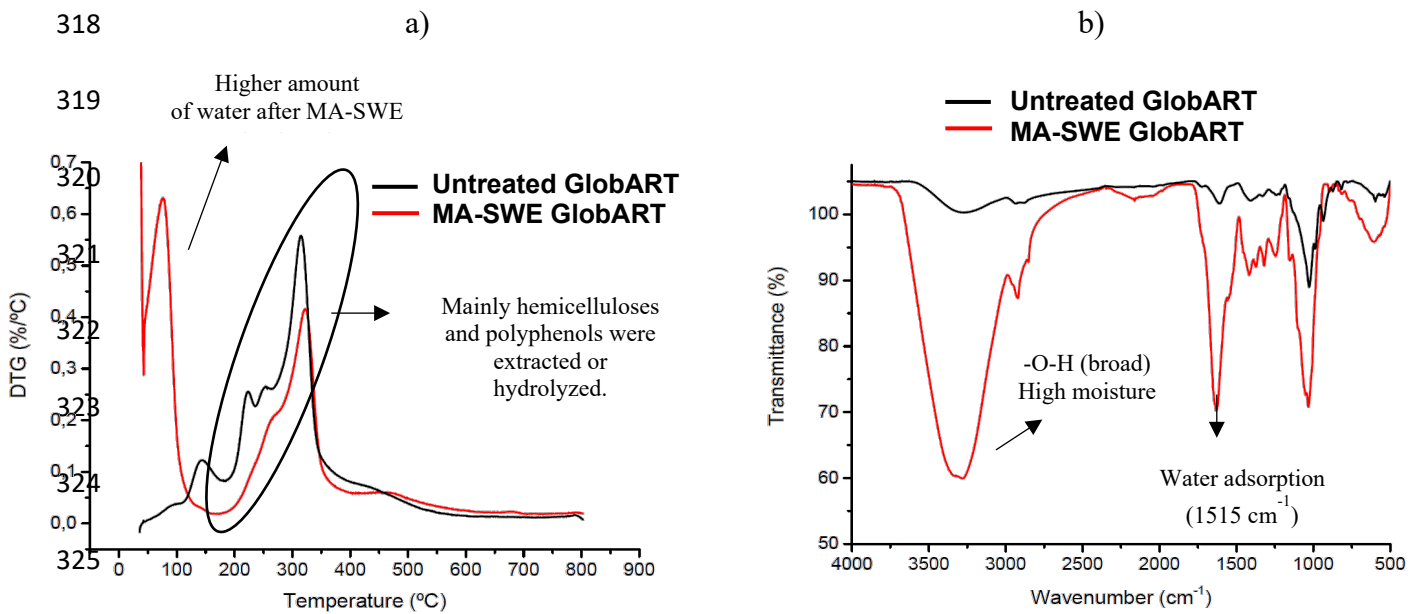 318
a)
b)
319
Higher amount
of water after MA-SWE
Untreated GlobART
MA-SWE GlobART
320
321
322
323
324
325
0,7
0,6
0,5
0,4
0,3
0,2
0,1
0,0
DTG (%/ºC)
Untreated GlobART
MA-SWE GlobART
Mainly hemicelluloses
and polyphenols were
extracted or
hydrolyzed.
0 100 200 300 400 500 600 700 800 900
Temperature (ºC)
100
90
80
70
60
50
Transmittance (%)
-O-H (broad)
High moisture
Water adsorption
(1515 cm-1)
4000 3500 3000 2500 2000 1500 1000 500
Wavenumber (cm-1)